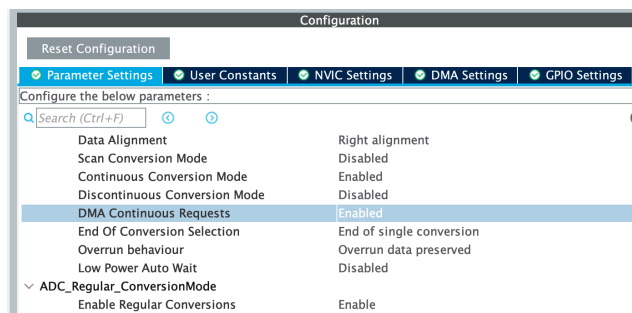 Configuration
Reset Configuration
Parameter Settings User Constants NVIC Settings DMA Settings GPIO Settings
Configure the below parameters :
Search (Ctrl+F)
Data Alignment Right alignment
Scan Conversion Mode Disabled
Continuous Conversion Mode Enabled
Discontinuous Conversion Mode Disabled
DMA Continuous Requests Enabled
End Of Conversion Selection End of single conversion
Overrun behaviour Overrun data preserved
Low Power Auto Wait Disabled
ADC_Regular_ConversionMode
Enable Regular Conversions Enable